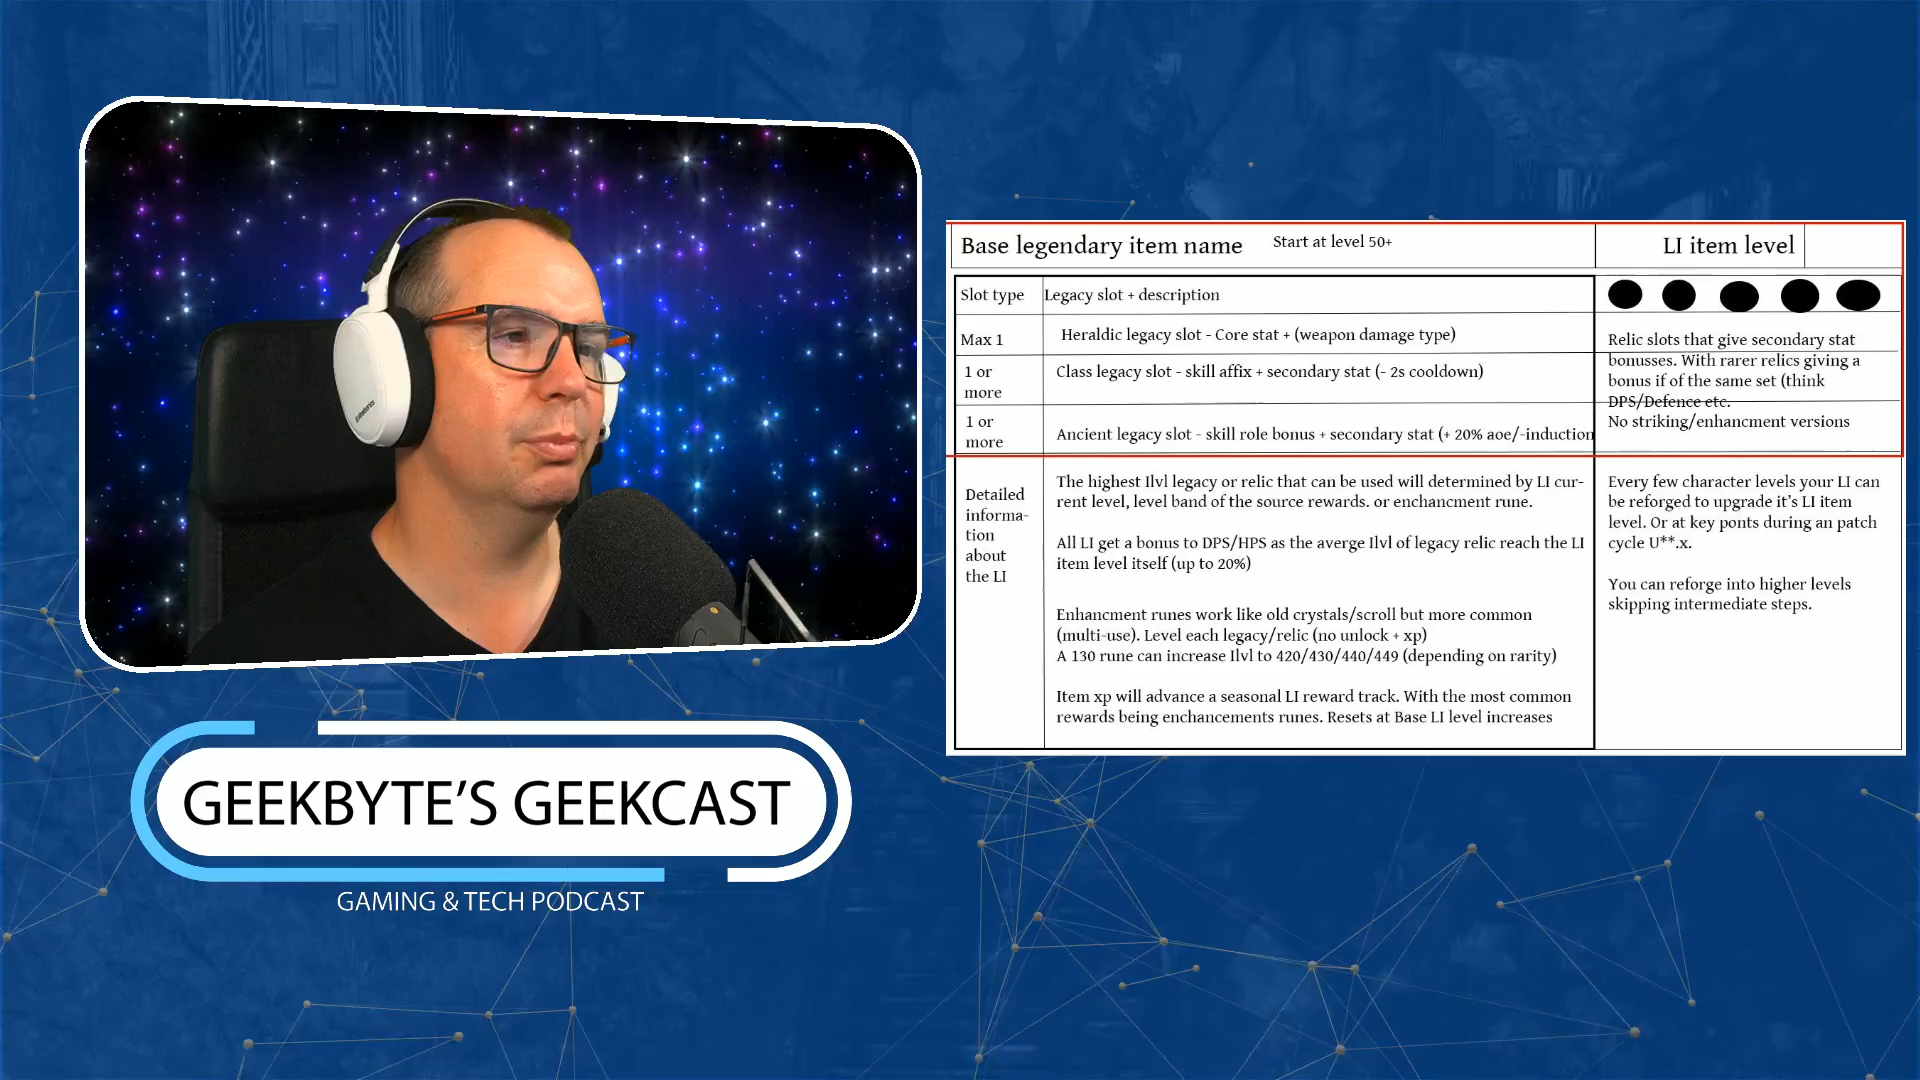 Base legendary item name
Start at level 50+
LI item level
Slot type
Legacy slot + description
Max 1
Heraldic legacy slot - Core stat + (weapon damage type)
1 or
more
Class legacy slot - skill affix + secondary stat (- 2s cooldown)
1 or
more
Ancient legacy slot - skill role bonus + secondary stat (+ 20% aoe/-induction
Relic slots that give secondary stat
bonusses. With rarer relics giving a
bonus if of the same set (think
DPS/Defence etc.
No striking/enhancment versions
Detailed
informa-
tion
about
the LI
The highest Ilvl legacy or relic that can be used will determined by LI cur-
rent level, level band of the source rewards. or enchancment rune.
All LI get a bonus to DPS/HPS as the averge Ilvl of legacy relic reach the LI
item level itself (up to 20%)
Enhancment runes work like old crystals/scroll but more common
(multi-use). Level each legacy/relic (no unlock + xp)
A 130 rune can increase Ilvl to 420/430/440/449 (depending on rarity)
Item xp will advance a seasonal LI reward track. With the most common
rewards being enchancements runes. Resets at Base LI level increases
Every few character levels your LI can
be reforged to upgrade it's LI item
level. Or at key ponts during an patch
cycle U**.x.
You can reforge into higher levels
skipping intermediate steps.
GEEKBYTE'S GEEKCAST
GAMING & TECH PODCAST